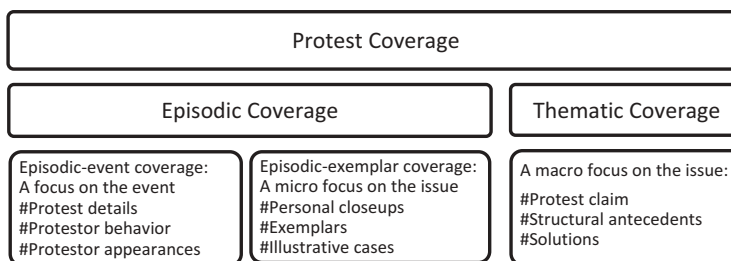 Protest Coverage
Episodic Coverage
Thematic Coverage
Episodic-event coverage:
A focus on the event
#Protest details
#Protestor behavior
#Protestor appearances
Episodic-exemplar coverage:
A micro focus on the issue
#Personal closeups
#Exemplars
#Illustrative cases
A macro focus on the issue:
#Protest claim
#Structural antecedents
#Solutions